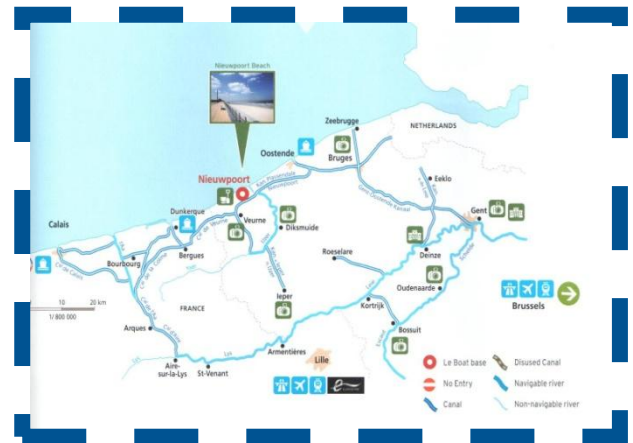 Nieuwpoort Beach
Zeebrugge
NETHERLANDS
Oostende
Bruges
Nieuwpoort
Eeklo
Calais
Dunkerque
Veurne
Diksmuide
Gent
Bourbourg
Bergues
Roeselare
Deinze
Oudenaarde
Ieper
Kortrijk
Brussels
10 20 km
1/ 800 000
FRANCE
Arques
Bossuit
Armentières
Lille
Aire-
sur-la-Lys
St-Venant
Lys
Le Boat base
Disused Canal
No Entry
Navigable river
Canal
Non-navigable river